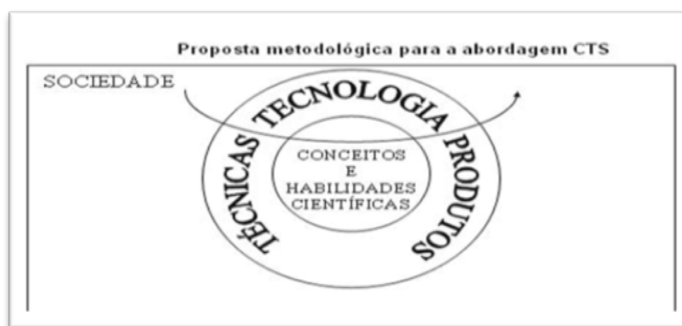 Proposta metodológica para a abordagem CTS
SOCIEDADE
TÉCNICAS TECNOLOGIA PRODUTOS
CONCEITOS
E
HABILIDADES
CIENTÍFICAS